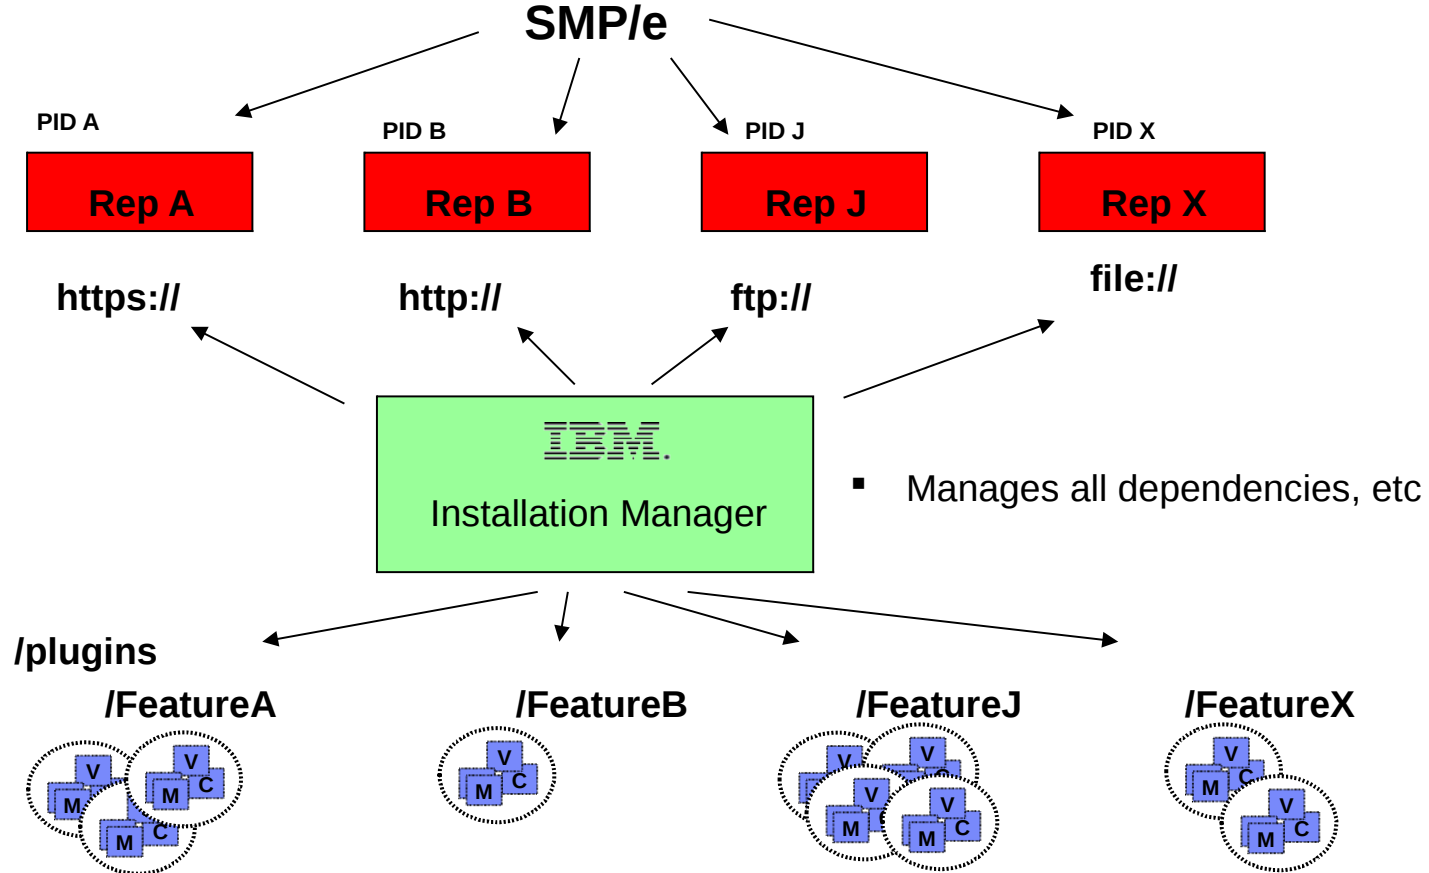 SMP/e
PID A
PID B
PID J
PID X
Rep A
Rep B
Rep J
Rep X
https://
http://
ftp://
file://
IBM.
Installation Manager
▪ Manages all dependencies, etc
/plugins
/FeatureA
/FeatureB
/FeatureJ
/FeatureX
V
M
V
C
M
C
M
V
C
M
V
V
C
V
M
V
C
M
V
C
M
V
C
M